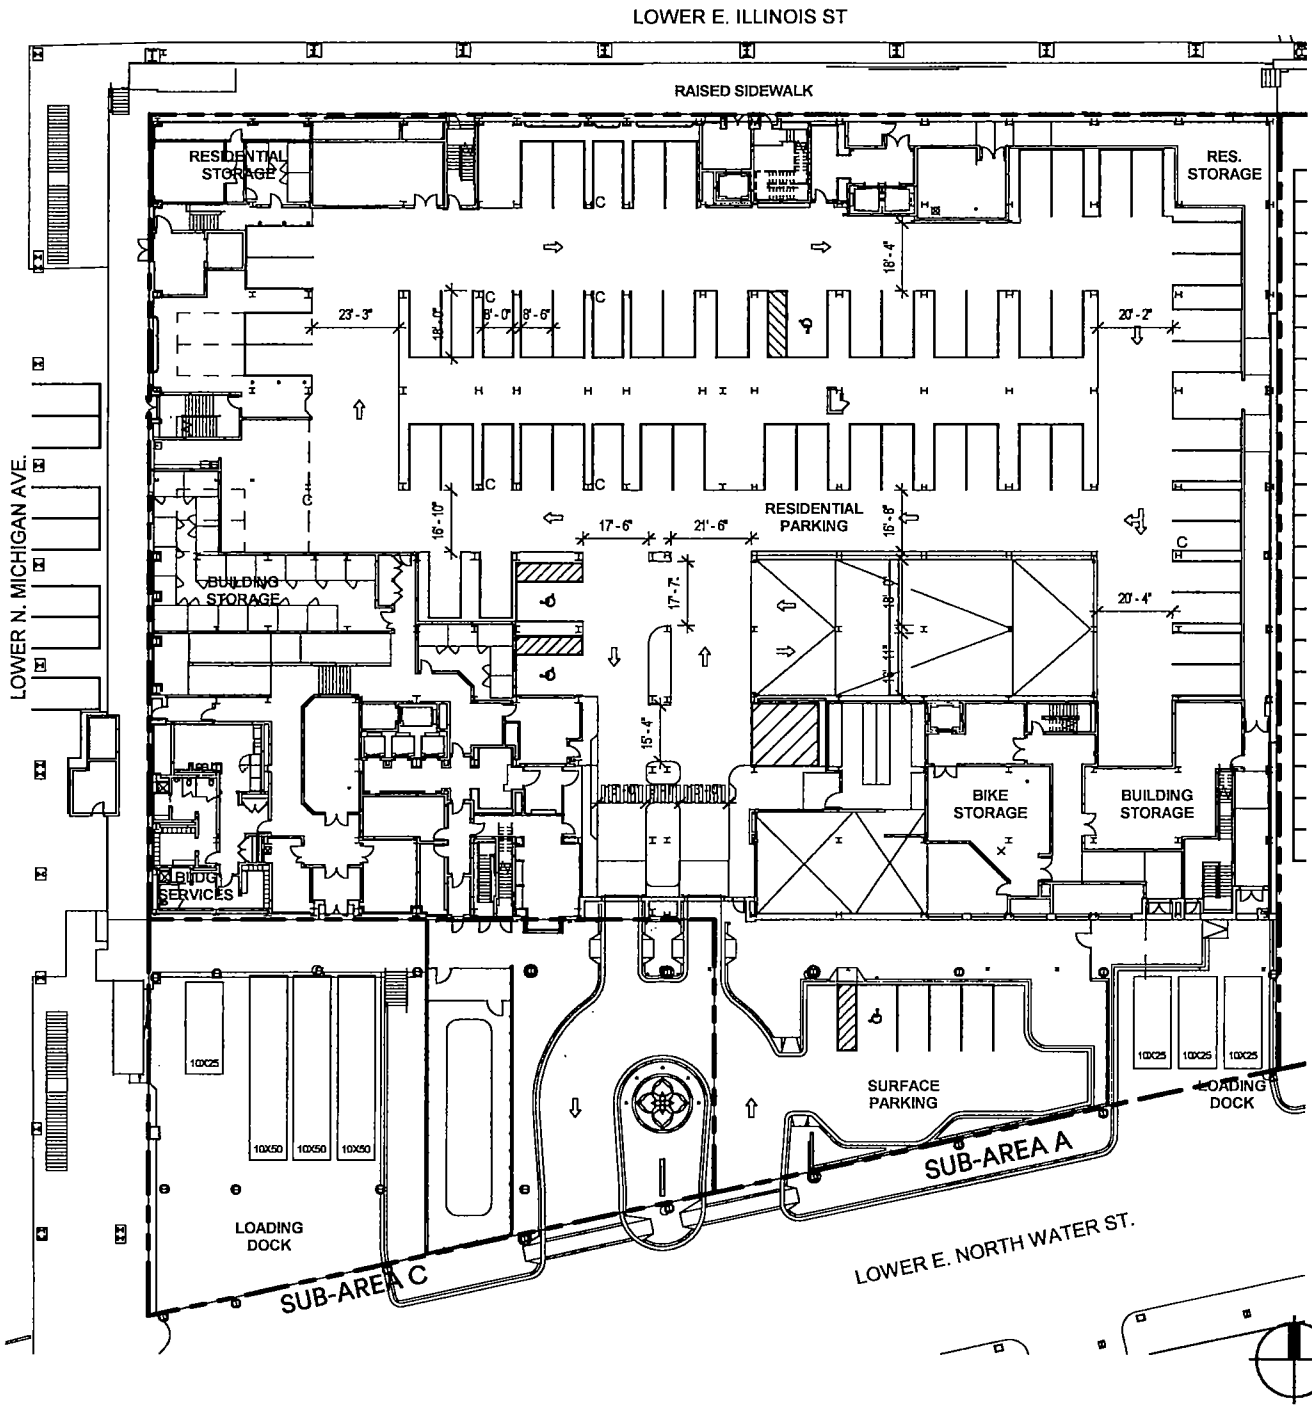 LOWER E. ILLINOIS ST
RAISED SIDEWALK
RESIDENTIAL
STORAGE
RES.
STORAGE
C
18'-4"
C
C
23'-3"
18'-0"
8'-0"
8'-6"
20'-2"
LOWER N. MICHIGAN AVE.
C
C
C
RESIDENTIAL
PARKING
16'-10"
17'-6"
21'-6"
16'-8"
C
BUILDING
STORAGE
17'-7"
20'-4"
15'-4"
BIKE
STORAGE
BUILDING
STORAGE
BLDG
SERVICES
10X25
10X25
10X25
10X25
SURFACE
PARKING
LOADING
DOCK
10X50
10X50
10X50
SUB-AREA A
LOADING
DOCK
LOWER E. NORTH WATER ST.
SUB-AREA C